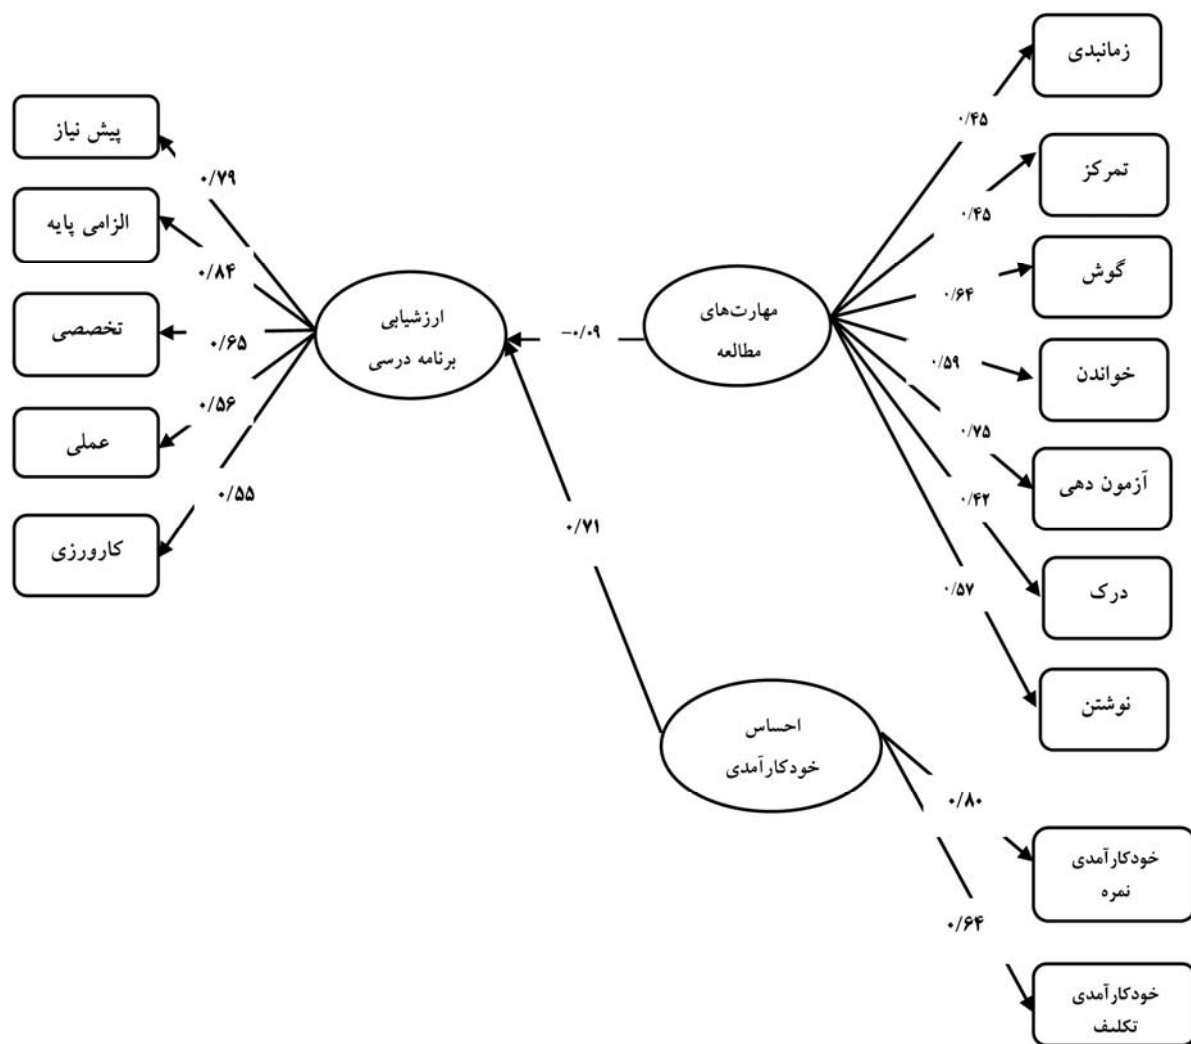 زمانبدی
۰/۴۵
تمرکز
۰/۴۵
گوش
۰/۶۴
خواندن
۰/۵۹
آزمون دهی
۰/۷۵
درک
۰/۴۲
نوشتن
۰/۵۷
مهارت‌های
مطالعه
−۰/۰۹
ارزشیابی
برنامه درسی
پیش نیاز
۰/۷۹
الزامی پایه
۰/۸۴
تخصصی
۰/۶۵
عملی
۰/۵۶
کارورزی
۰/۵۵
۰/۷۱
احساس
خودکارآمدی
۰/۸۰
خودکارآمدی
نمره
۰/۶۴
خودکارآمدی
تکلیف